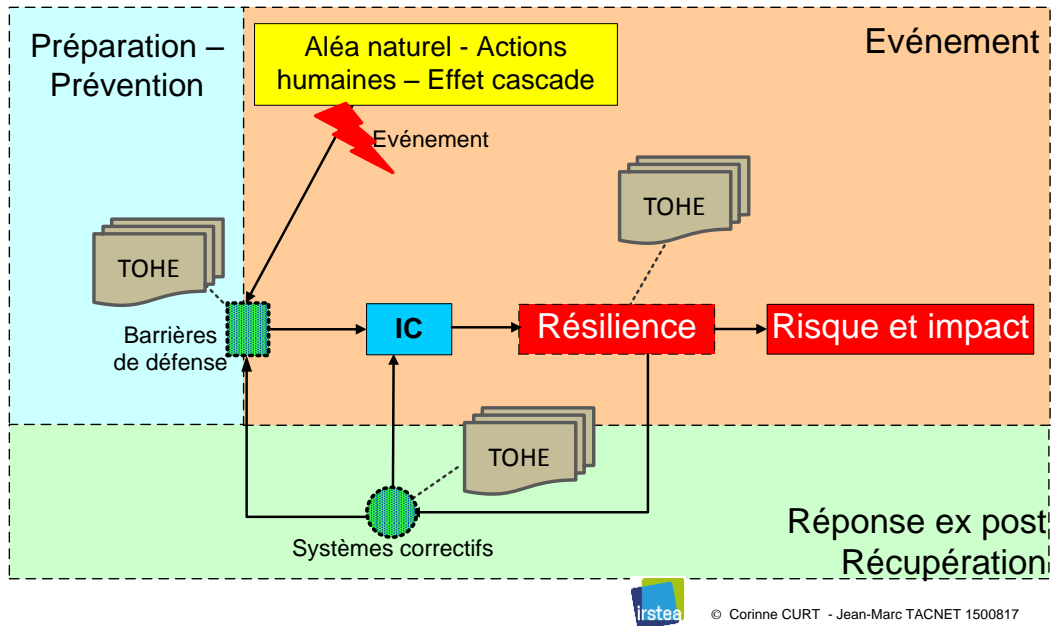 Préparation –
Prévention
Aléa naturel - Actions
humaines – Effet cascade
Evénement
Evénement
TOHE
TOHE
Barrières
de défense
IC
Résilience
Risque et impact
TOHE
Systèmes correctifs
Réponse ex post
Récupération
irstea
© Corinne CURT - Jean-Marc TACNET 1500817